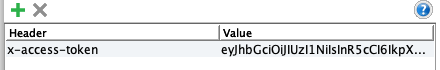 Header Value
x-access-token eyJhbGciOiJIUzI1NiIsInR5cCI6IkpX...